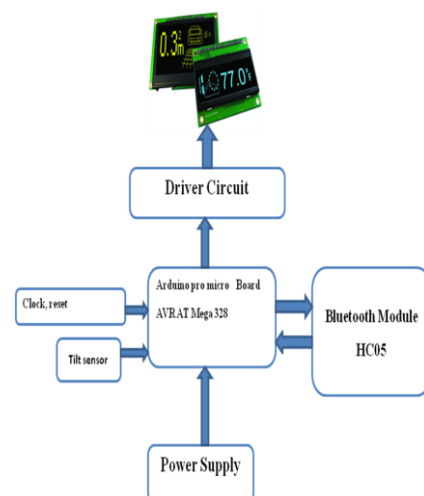 0.3m
77.0°F
Driver Circuit
Arduino pro micro Board
AVRAT Mega 328
Clock, reset
Tilt sensor
Bluetooth Module
HC05
Power Supply